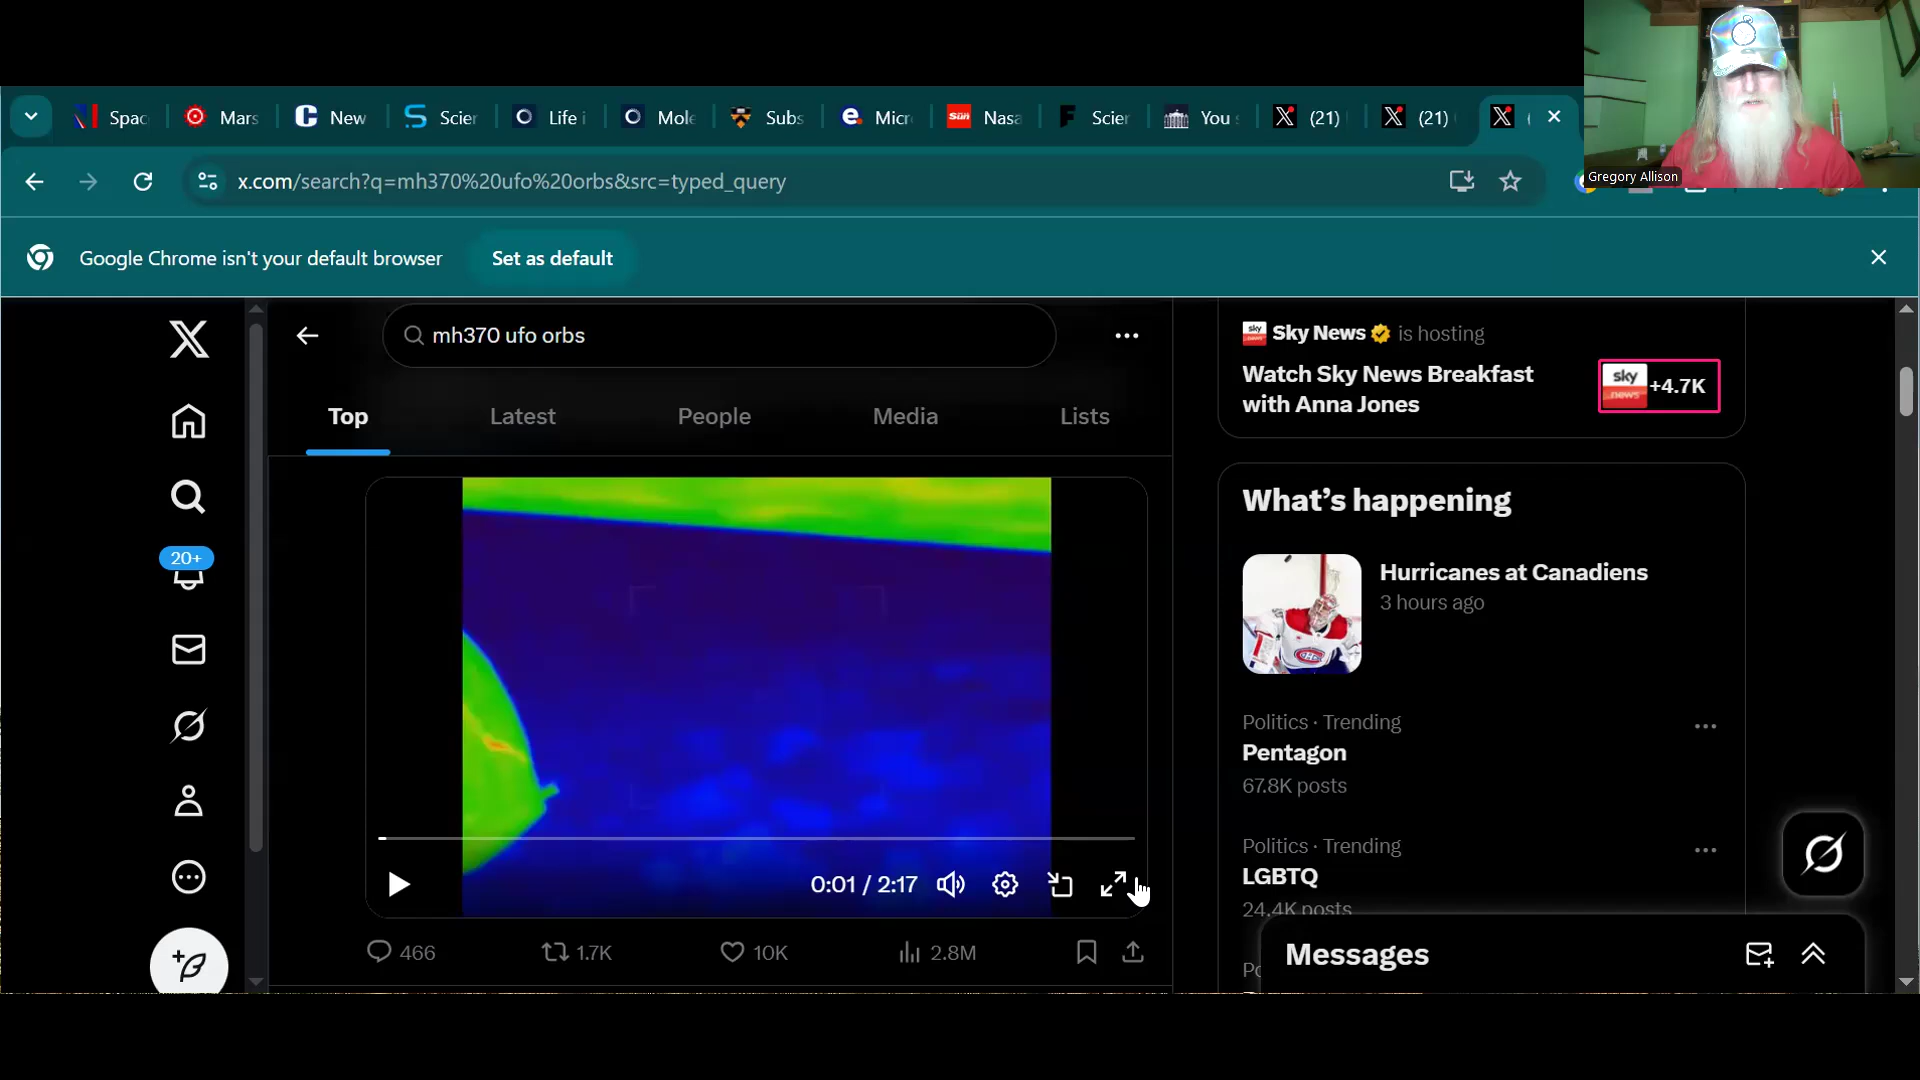 Spac
Mars
New
Scier
Life i
Mole
Subs
Micr
Sun
Nasa
Scier
You
(21)
(21)
Gregory Allison
x.com/search?q=mh370%20ufo%20orbs&src=typed_query
Google Chrome isn't your default browser
Set as default
mh370 ufo orbs
Top
Latest
People
Media
Lists
sky
Sky News is hosting
Watch Sky News Breakfast
with Anna Jones
sky
news
+4.7K
What's happening
Hurricanes at Canadiens
3 hours ago
Politics · Trending
Pentagon
67.8K posts
Politics · Trending
LGBTQ
24.4K posts
20+
0:01 / 2:17
466
1.7K
10K
2.8M
Messages